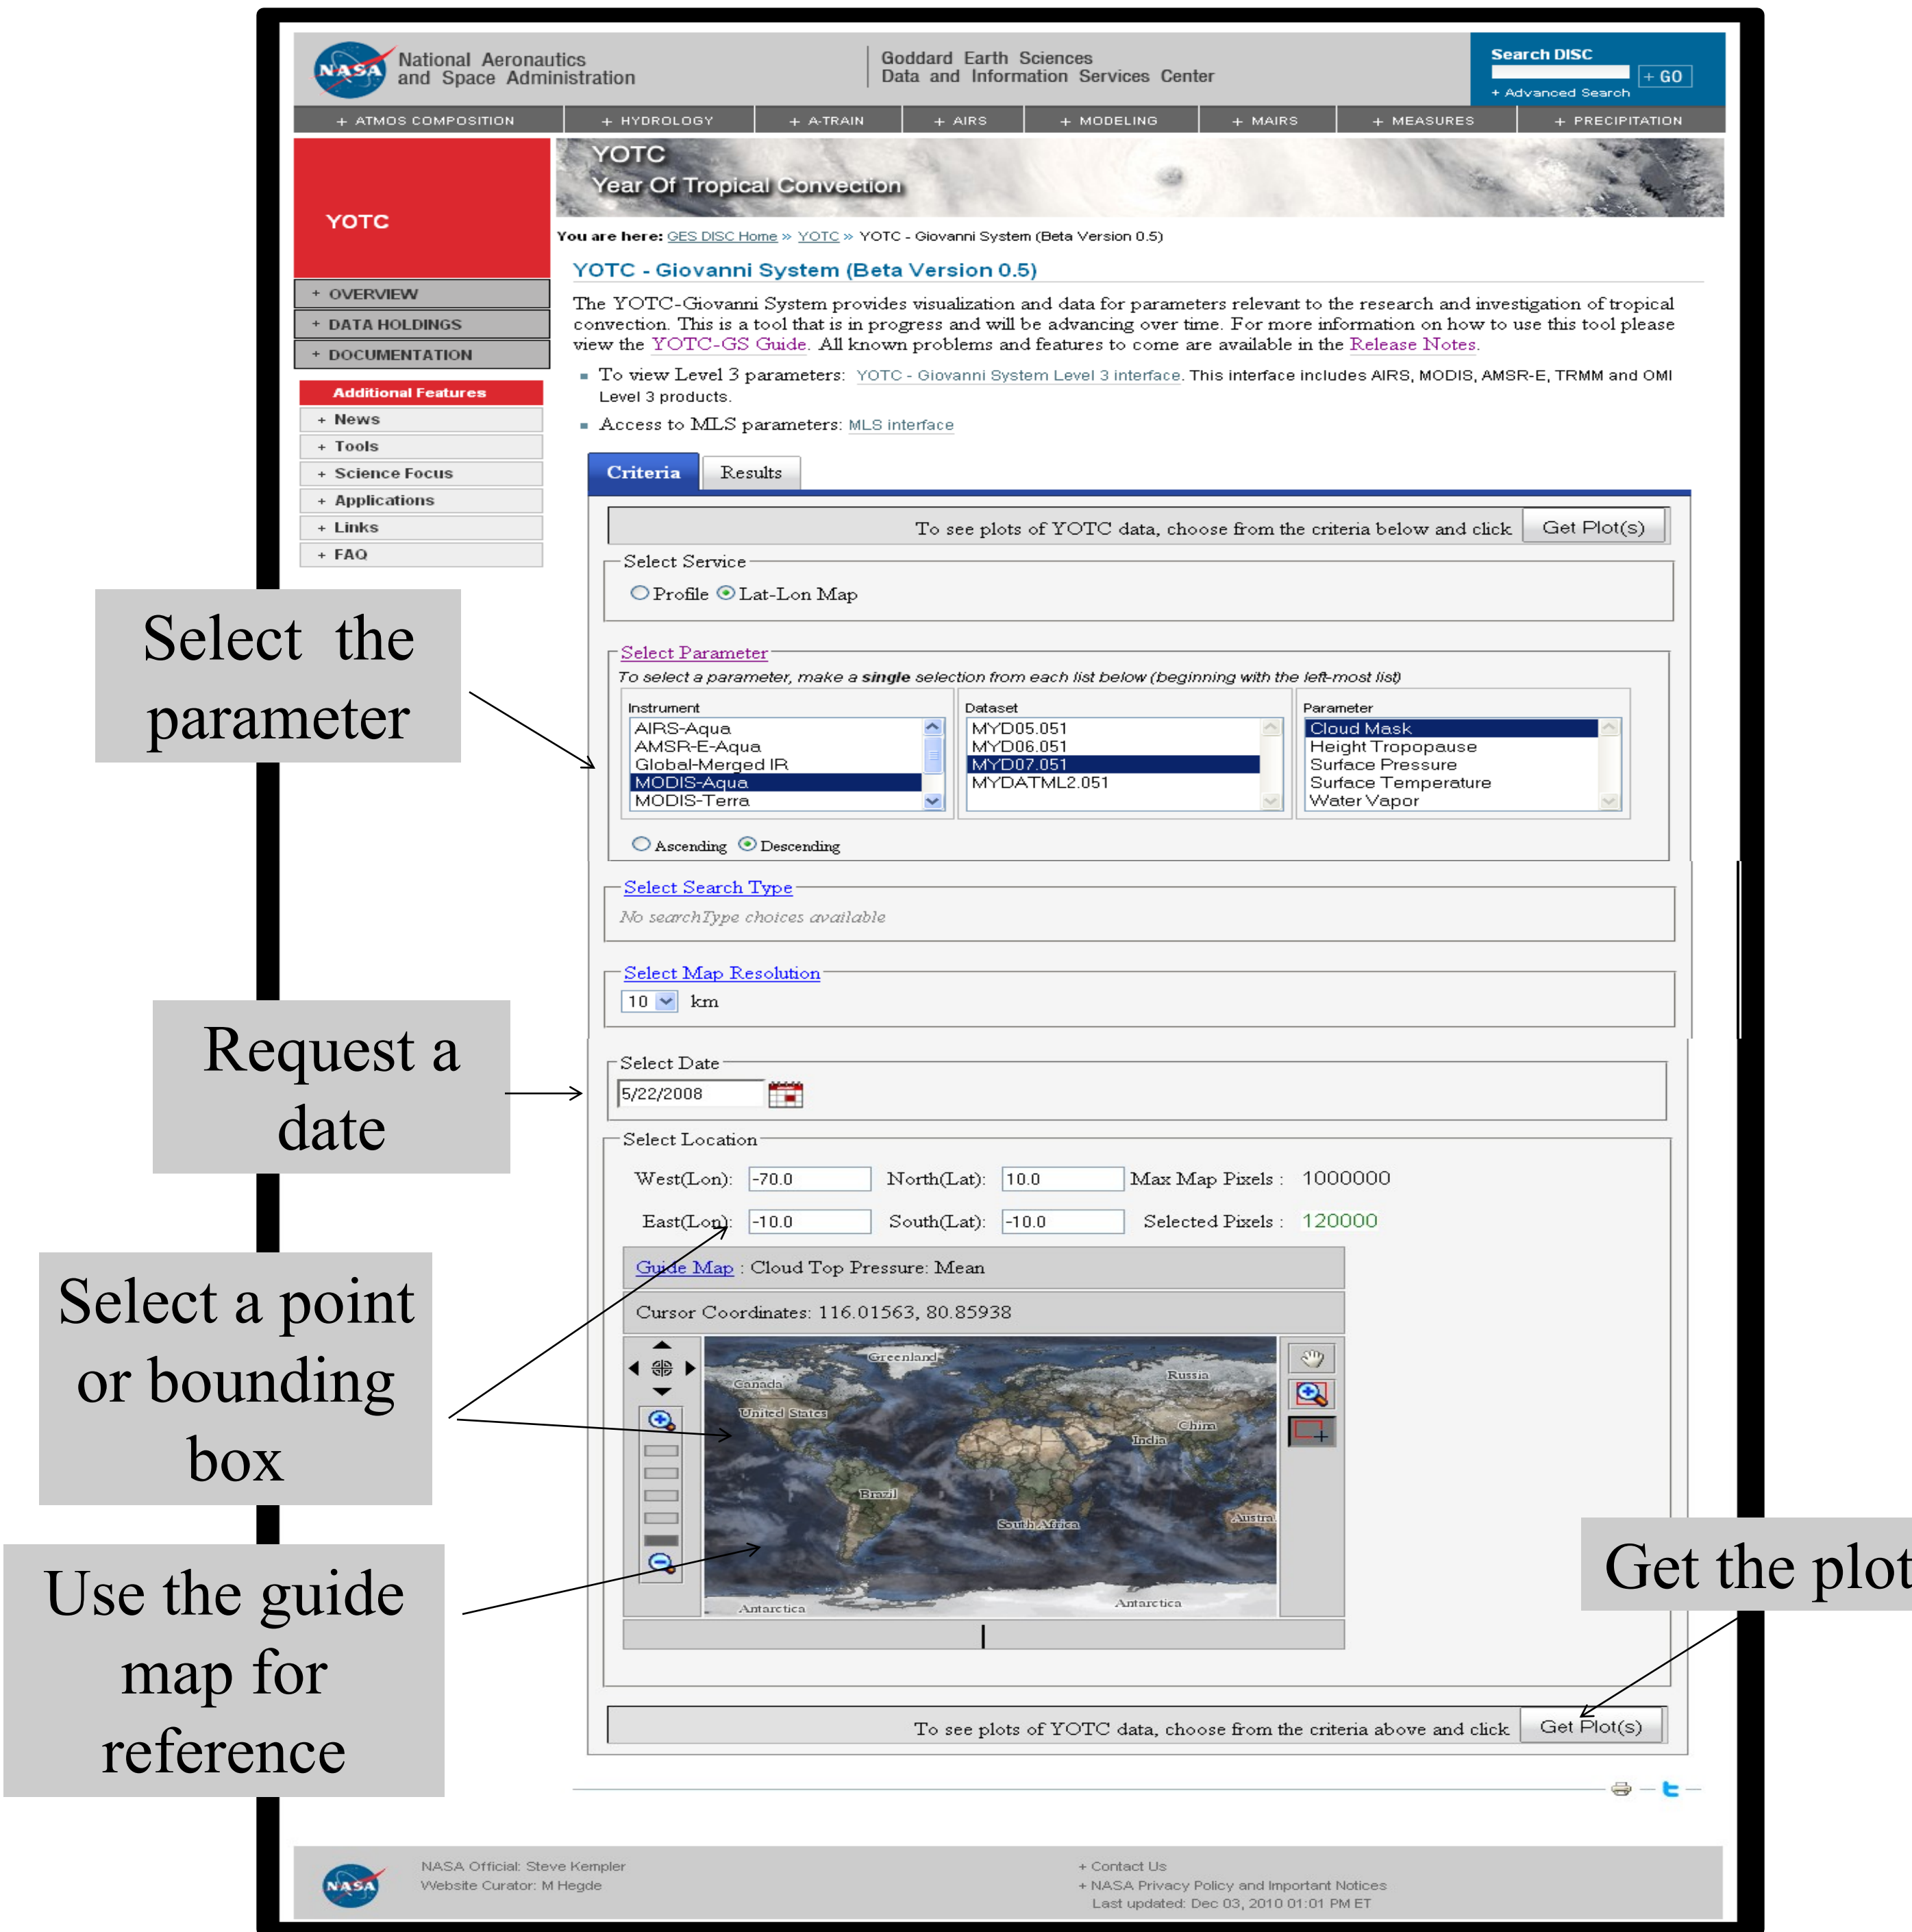 NASA
National Aeronautics
and Space Administration
Goddard Earth Sciences
Data and Information Services Center
Search DISC
+ GO
+ Advanced Search
+ ATMOS COMPOSITION
+ HYDROLOGY
+ A-TRAIN
+ AIRS
+ MODELING
+ MAIRS
+ MEASURES
+ PRECIPITATION
YOTC
YOTC
Year Of Tropical Convection
You are here: GES DISC Home » YOTC » YOTC - Giovanni System (Beta Version 0.5)
+ OVERVIEW
+ DATA HOLDINGS
+ DOCUMENTATION
Additional Features
+ News
+ Tools
+ Science Focus
+ Applications
+ Links
+ FAQ
YOTC - Giovanni System (Beta Version 0.5)
The YOTC-Giovanni System provides visualization and data for parameters relevant to the research and investigation of tropical
convection. This is a tool that is in progress and will be advancing over time. For more information on how to use this tool please
view the YOTC-GS Guide. All known problems and features to come are available in the Release Notes.
To view Level 3 parameters: YOTC - Giovanni System Level 3 interface. This interface includes AIRS, MODIS, AMSR-E, TRMM and OMI
Level 3 products.
Access to MLS parameters: MLS interface
Criteria
Results
To see plots of YOTC data, choose from the criteria below and click
Get Plot(s)
Select Service
Profile Lat-Lon Map
Select the
parameter
Select Parameter
To select a parameter, make a single selection from each list below (beginning with the left-most list)
Instrument
AIRS-Aqua
AMSR-E-Aqua
Global-Merged IR
MODIS-Aqua
MODIS-Terra
Dataset
MYD05.051
MYD06.051
MYD07.051
MYDATML2.051
Parameter
Cloud Mask
Height Tropopause
Surface Pressure
Surface Temperature
Water Vapor
Ascending Descending
Select Search Type
No searchType choices available
Select Map Resolution
10 km
Request a
date
Select Date
5/22/2008
Select Location
West(Lon): -70.0 North(Lat): 10.0 Max Map Pixels : 1000000
East(Lon): -10.0 South(Lat): -10.0 Selected Pixels : 120000
Select a point
or bounding
box
Guide Map : Cloud Top Pressure: Mean
Cursor Coordinates: 116.01563, 80.85938
Greenland
Canada
Russia
United States
China
India
Brazil
South Africa
Austra
Antarctica
Antarctica
Use the guide
map for
reference
Get the plot
To see plots of YOTC data, choose from the criteria above and click
Get Plot(s)
NASA
NASA Official: Steve Kempler
Website Curator: M Hegde
+ Contact Us
+ NASA Privacy Policy and Important Notices
Last updated: Dec 03, 2010 01:01 PM ET